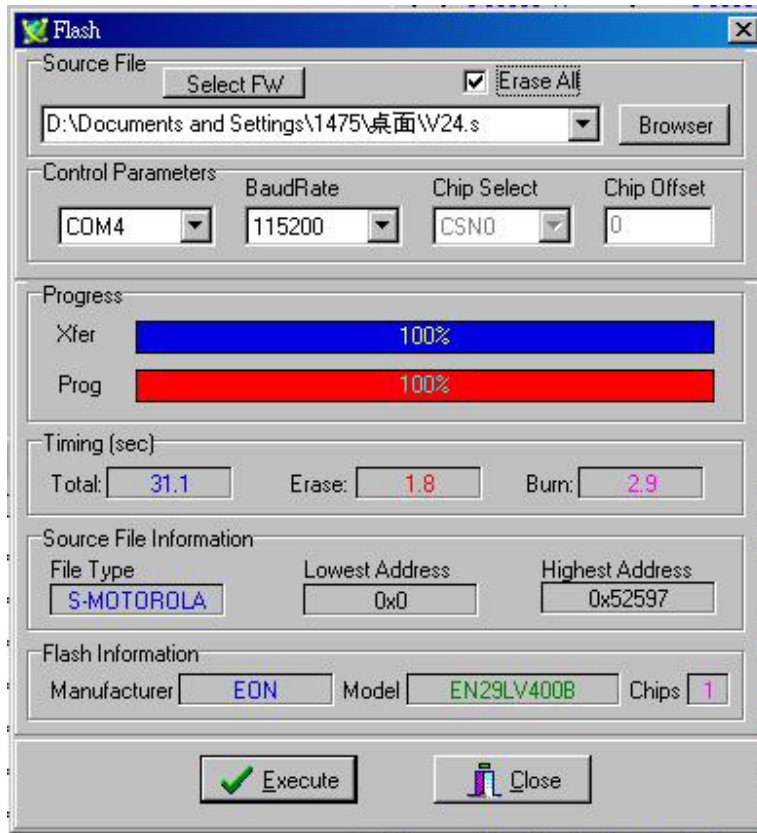 Flash
Source File
Select FW
Erase All
D:\Documents and Settings\1475\桌面\V24.s
Browser
Control Parameters
BaudRate Chip Select Chip Offset
COM4 115200 CSN0 0
Progress
Xfer 100%
Prog 100%
Timing (sec)
Total: 31.1 Erase: 1.8 Burn: 2.9
Source File Information
File Type Lowest Address Highest Address
S-MOTOROLA 0x0 0x52597
Flash Information
Manufacturer EON Model EN29LV400B Chips 1
Execute Close